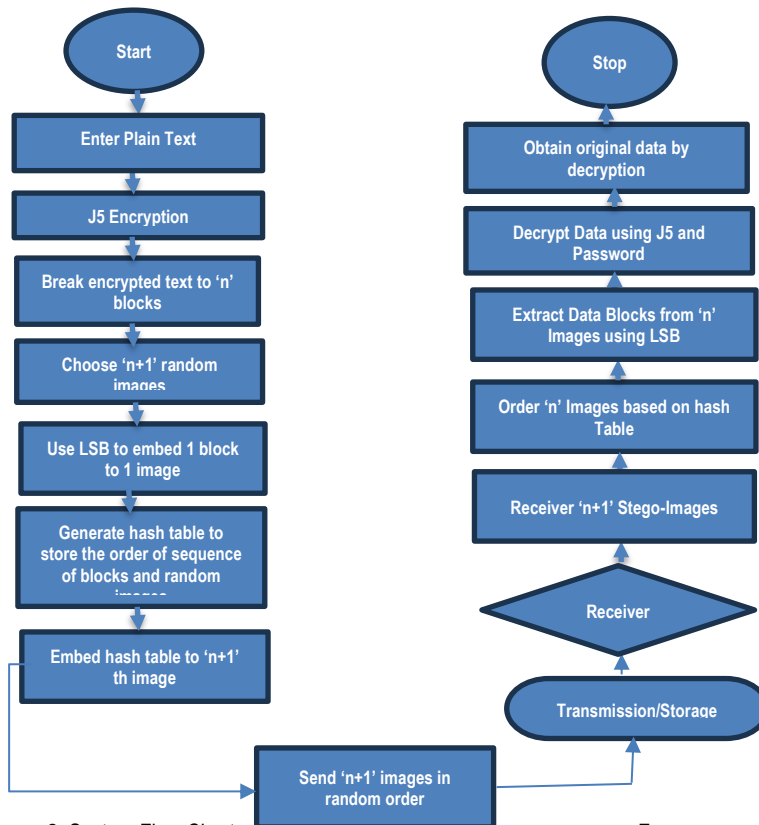 Start
Enter Plain Text
J5 Encryption
Break encrypted text to ‘n’
blocks
Choose ‘n+1’ random
images
Use LSB to embed 1 block
to 1 image
Generate hash table to
store the order of sequence
of blocks and random
images
Embed hash table to ‘n+1’
th image
Send ‘n+1’ images in
random order
Transmission/Storage
Receiver
Receiver ‘n+1’ Stego-Images
Order ‘n’ Images based on hash
Table
Extract Data Blocks from ‘n’
Images using LSB
Decrypt Data using J5 and
Password
Obtain original data by
decryption
Stop